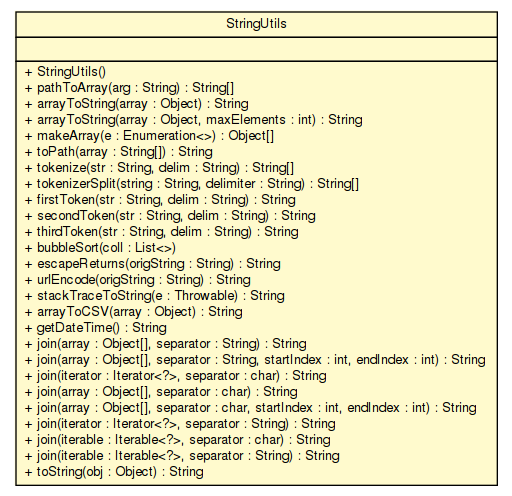 StringUtils
+ StringUtils()
+ pathToArray(arg : String) : String[]
+ arrayToString(array : Object) : String
+ arrayToString(array : Object, maxElements : int) : String
+ makeArray(e : Enumeration<>) : Object[]
+ toPath(array : String[]) : String
+ tokenize(str : String, delim : String) : String[]
+ tokenizerSplit(string : String, delimiter : String) : String[]
+ firstToken(str : String, delim : String) : String
+ secondToken(str : String, delim : String) : String
+ thirdToken(str : String, delim : String) : String
+ bubbleSort(coll : List<>)
+ escapeReturns(origString : String) : String
+ urlEncode(origString : String) : String
+ stackTraceToString(e : Throwable) : String
+ arrayToCSV(array : Object) : String
+ getDateTime() : String
+ join(array : Object[], separator : String) : String
+ join(array : Object[], separator : String, startIndex : int, endIndex : int) : String
+ join(iterator : Iterator<?>, separator : char) : String
+ join(array : Object[], separator : char) : String
+ join(array : Object[], separator : char, startIndex : int, endIndex : int) : String
+ join(iterator : Iterator<?>, separator : String) : String
+ join(iterable : Iterable<?>, separator : char) : String
+ join(iterable : Iterable<?>, separator : String) : String
+ toString(obj : Object) : String